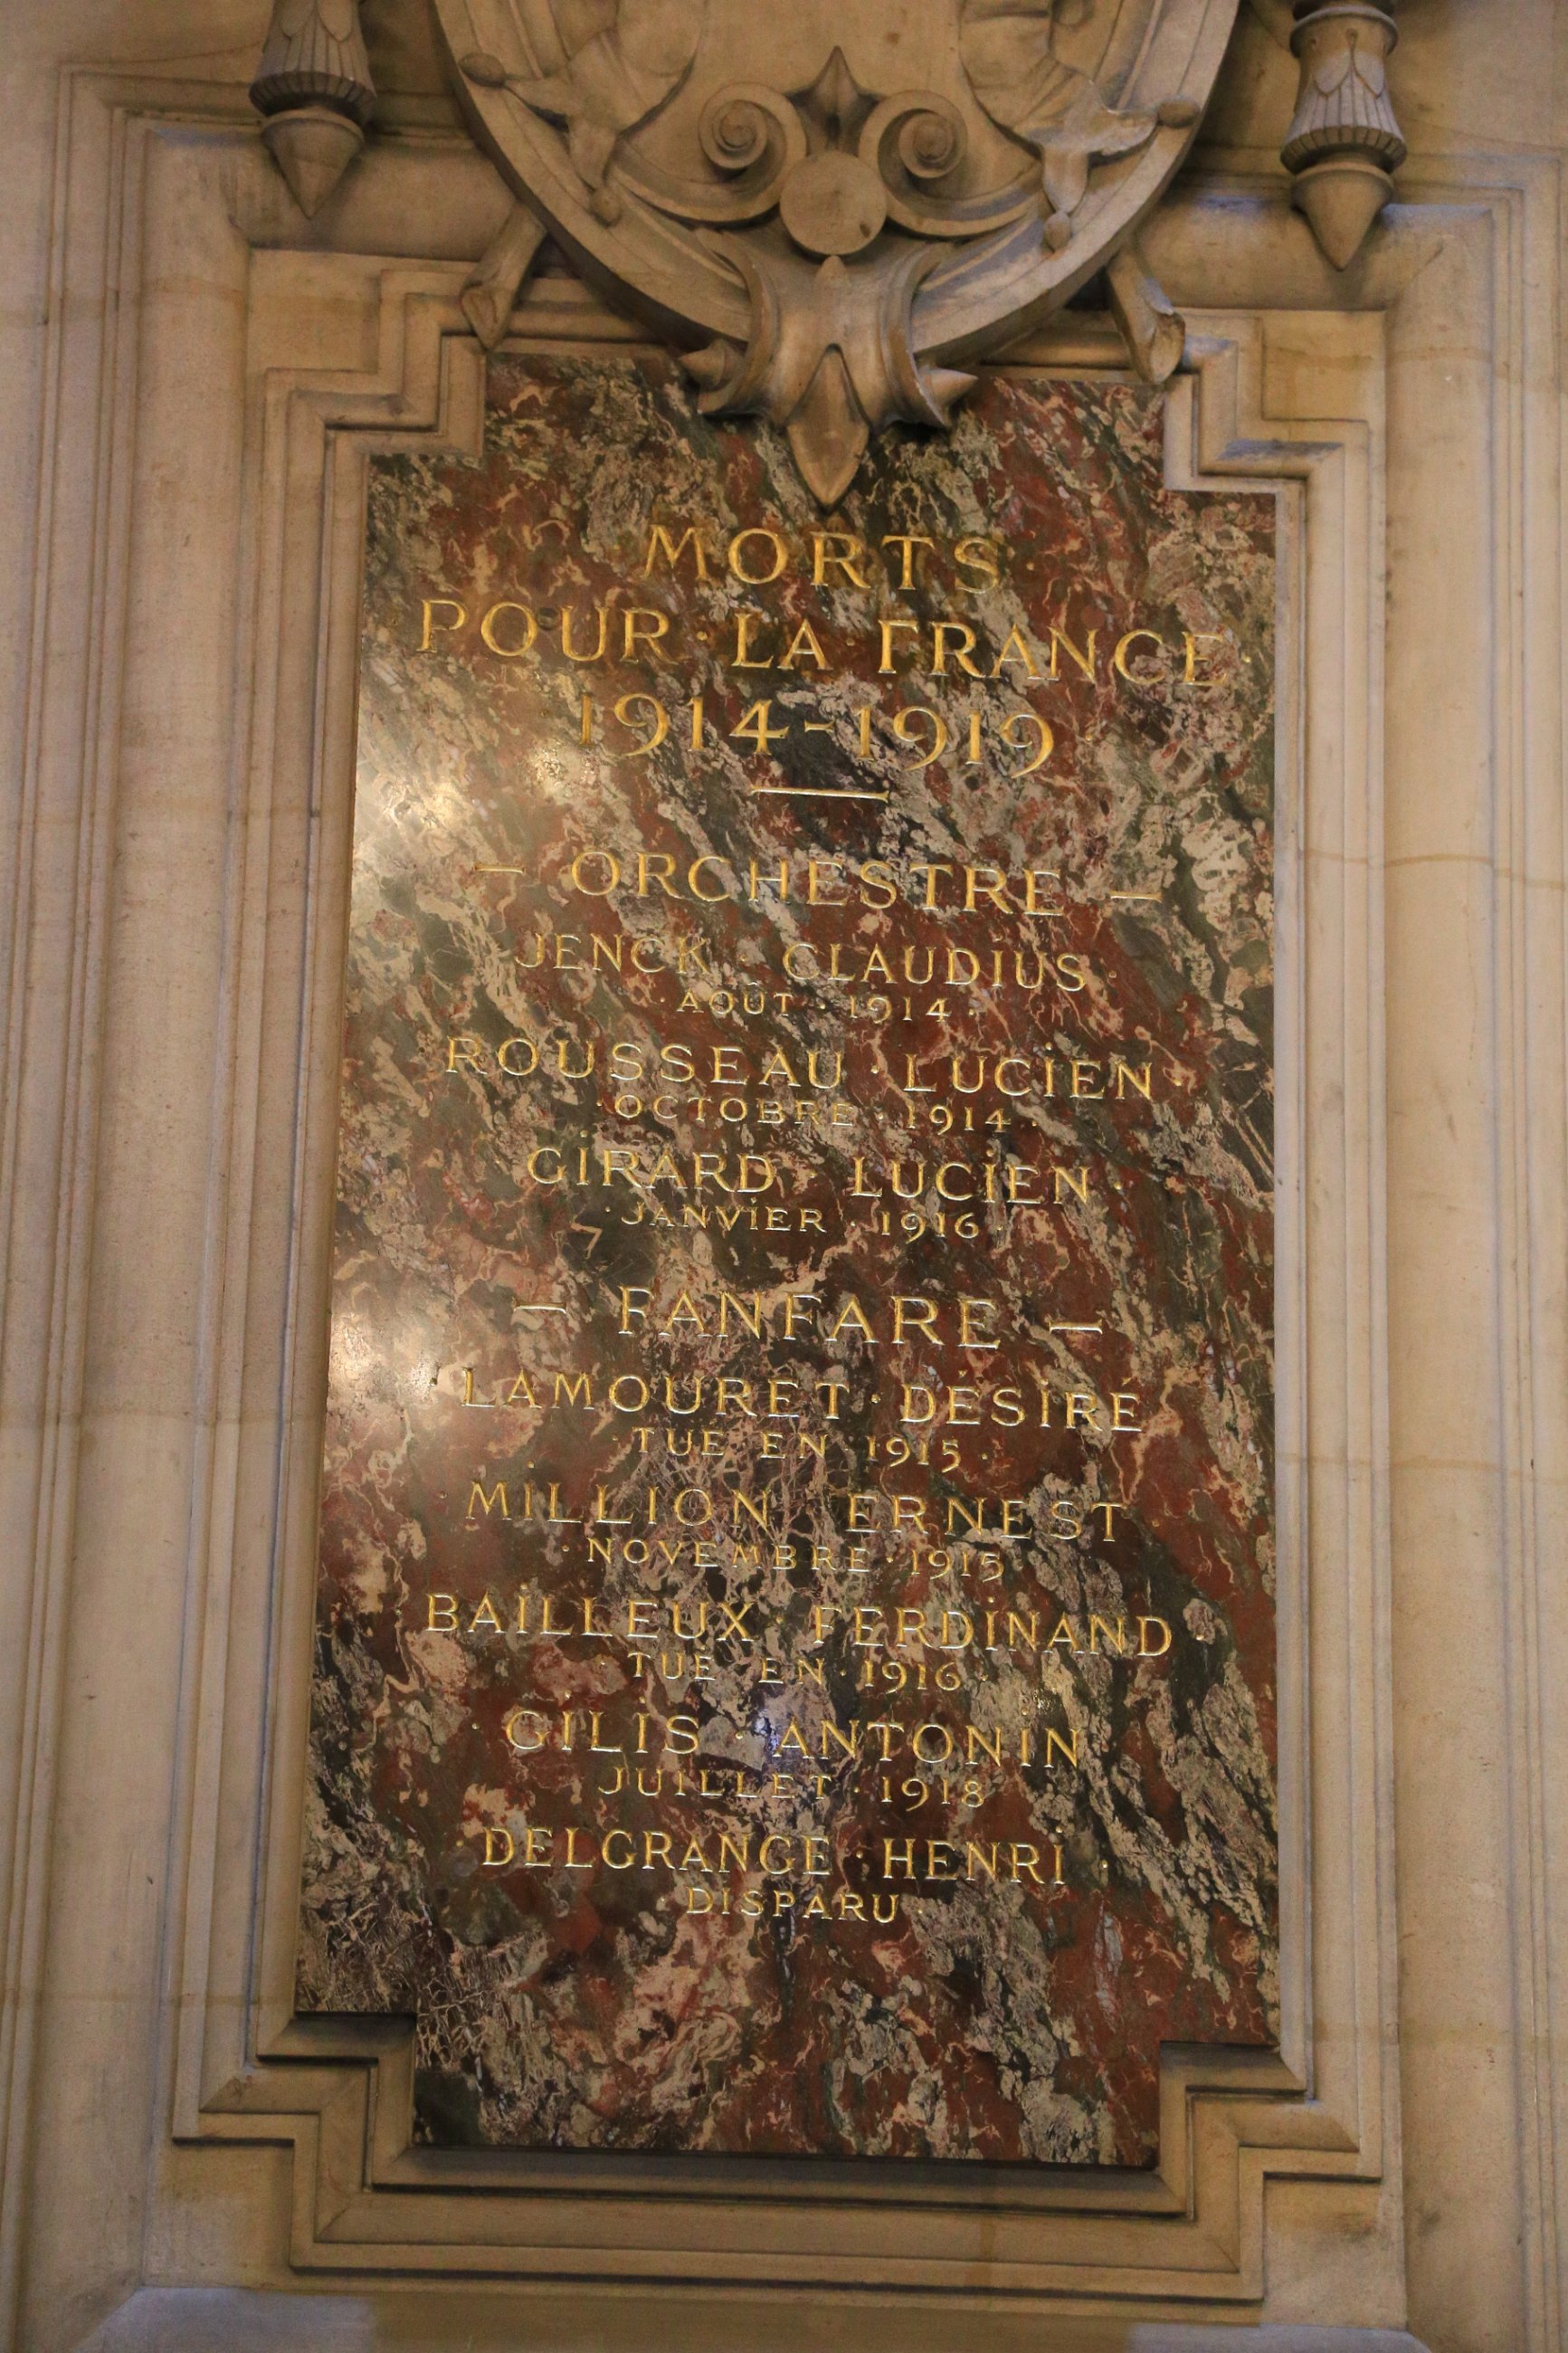 MORTS
POUR · LA · FRANCE
1914-1919
— ORCHESTRE —
JENCK · CLAUDIUS
· AOÛT · 1914 ·
ROUSSEAU · LUCIEN ·
· OCTOBRE · 1914 ·
GIRARD · LUCIEN ·
· JANVIER · 1916 ·
— FANFARE —
LAMOURET · DÉSIRÉ
· TUÉ EN 1915 ·
MILLION ERNEST
· NOVEMBRE · 1915
BAILLEUX · FERDINAND ·
· TUÉ EN · 1916 ·
· GILIS · ANTONIN
JUILLET · 1918
· DELGRANGE · HENRI ·
· DISPARU ·